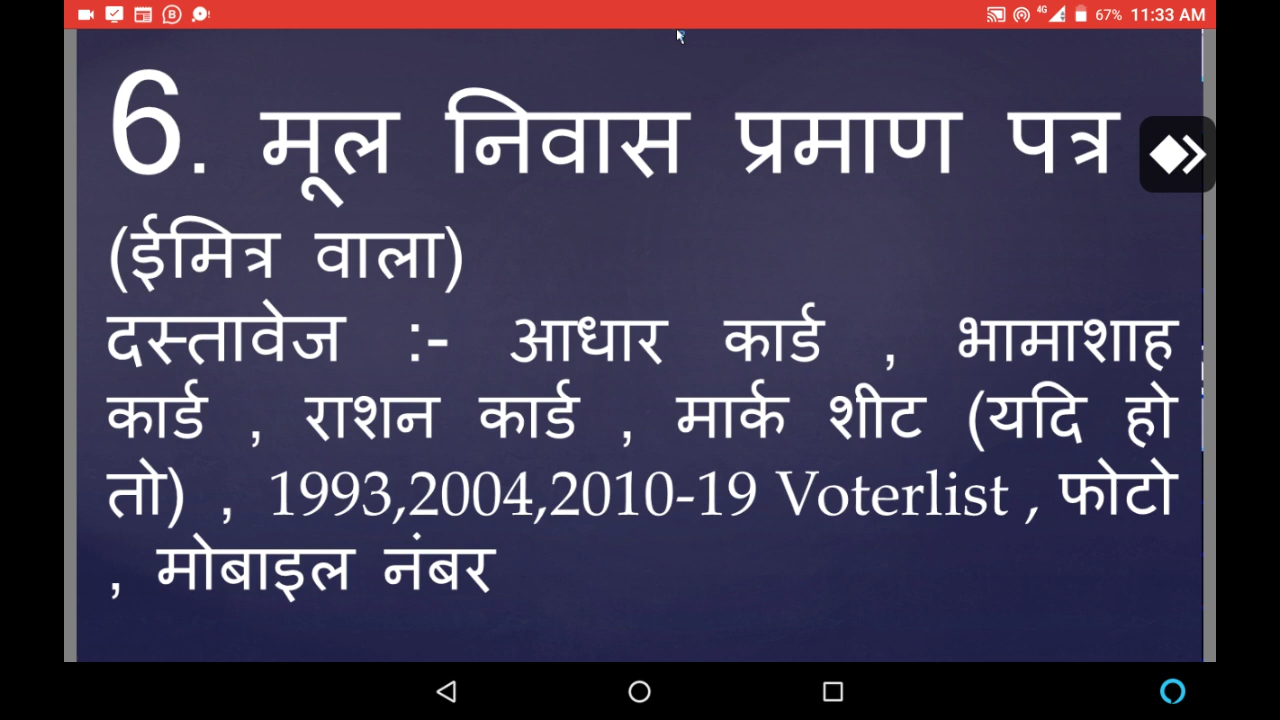 67% 11:33 AM
6. मूल निवास प्रमाण पत्र
(ईमित्र वाला)
दस्तावेज :- आधार कार्ड , भामाशाह
कार्ड , राशन कार्ड , मार्क शीट (यदि हो
तो) , 1993,2004,2010-19 Voterlist , फोटो
, मोबाइल नंबर